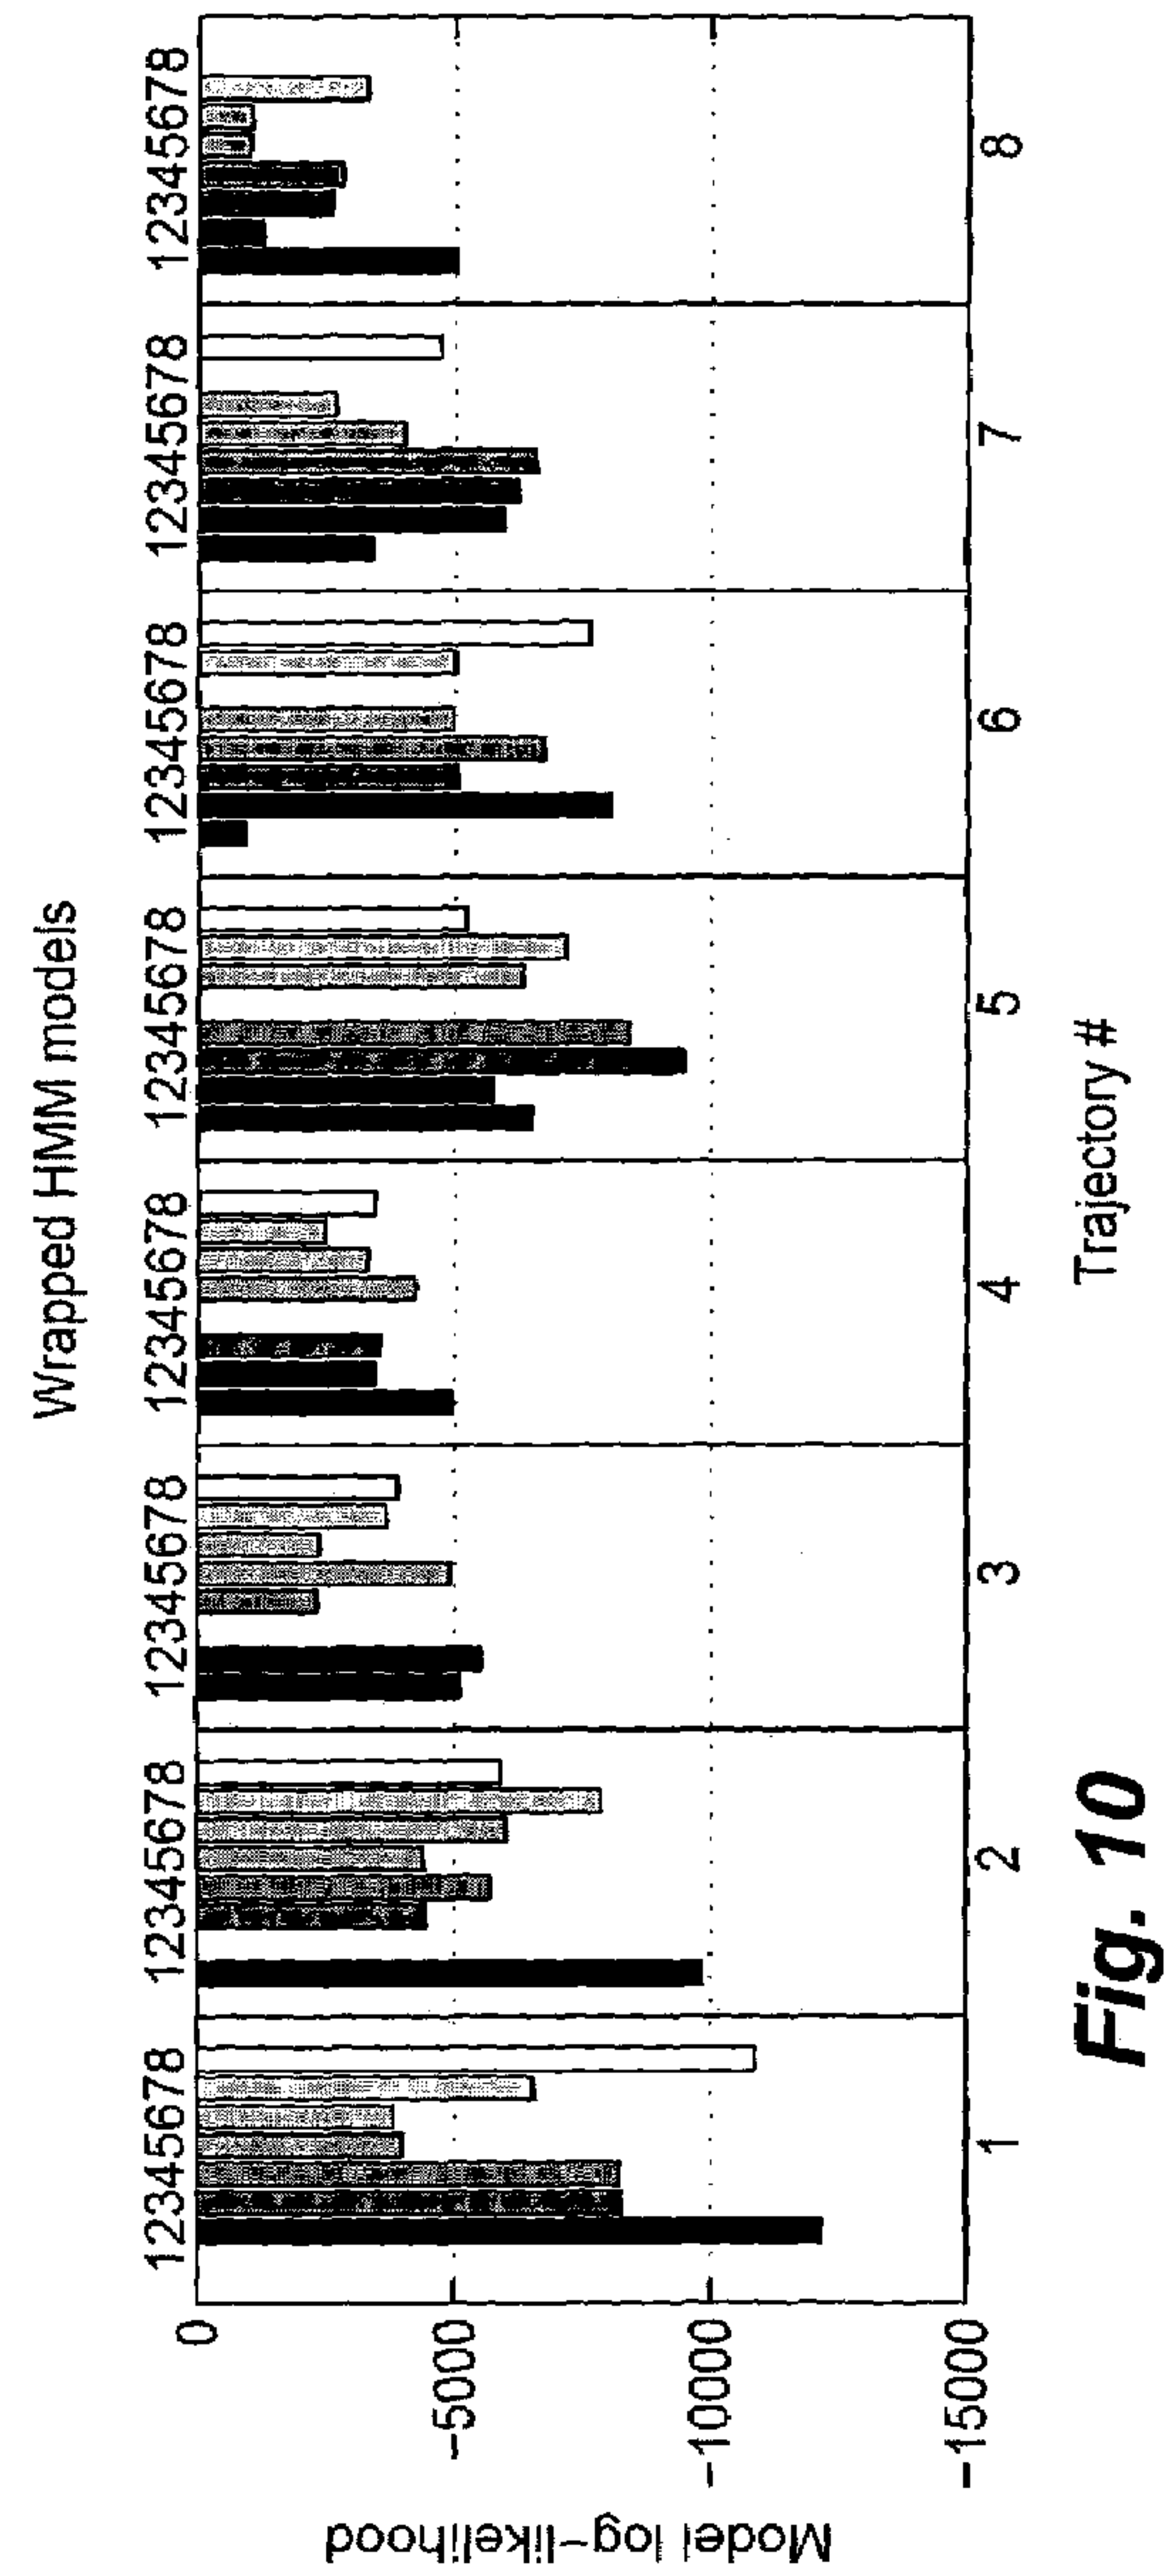 Wrapped HMM models
12345678 12345678 12345678 12345678 12345678 12345678 12345678 12345678
0
-5000
-10000
-15000
Model log-likelihood
1 2 3 4 5 6 7 8
Trajectory #
Fig. 10